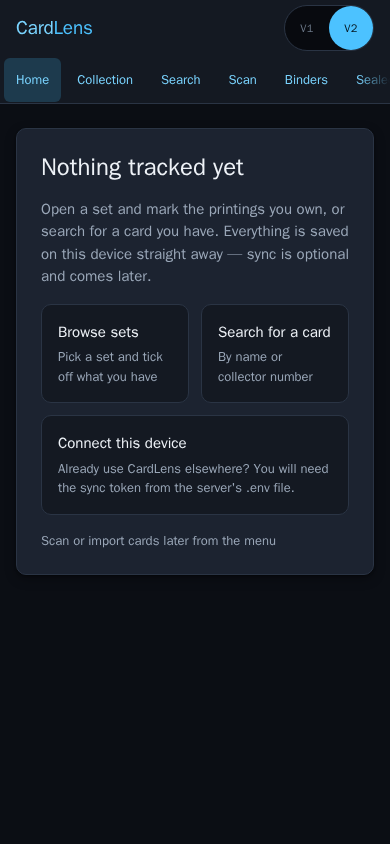 CardLens
V1
V2
Home
Collection
Search
Scan
Binders
Seale
Nothing tracked yet
Open a set and mark the printings you own, or
search for a card you have. Everything is saved
on this device straight away — sync is optional
and comes later.
Browse sets
Pick a set and tick
off what you have
Search for a card
By name or
collector number
Connect this device
Already use CardLens elsewhere? You will need
the sync token from the server's .env file.
Scan or import cards later from the menu